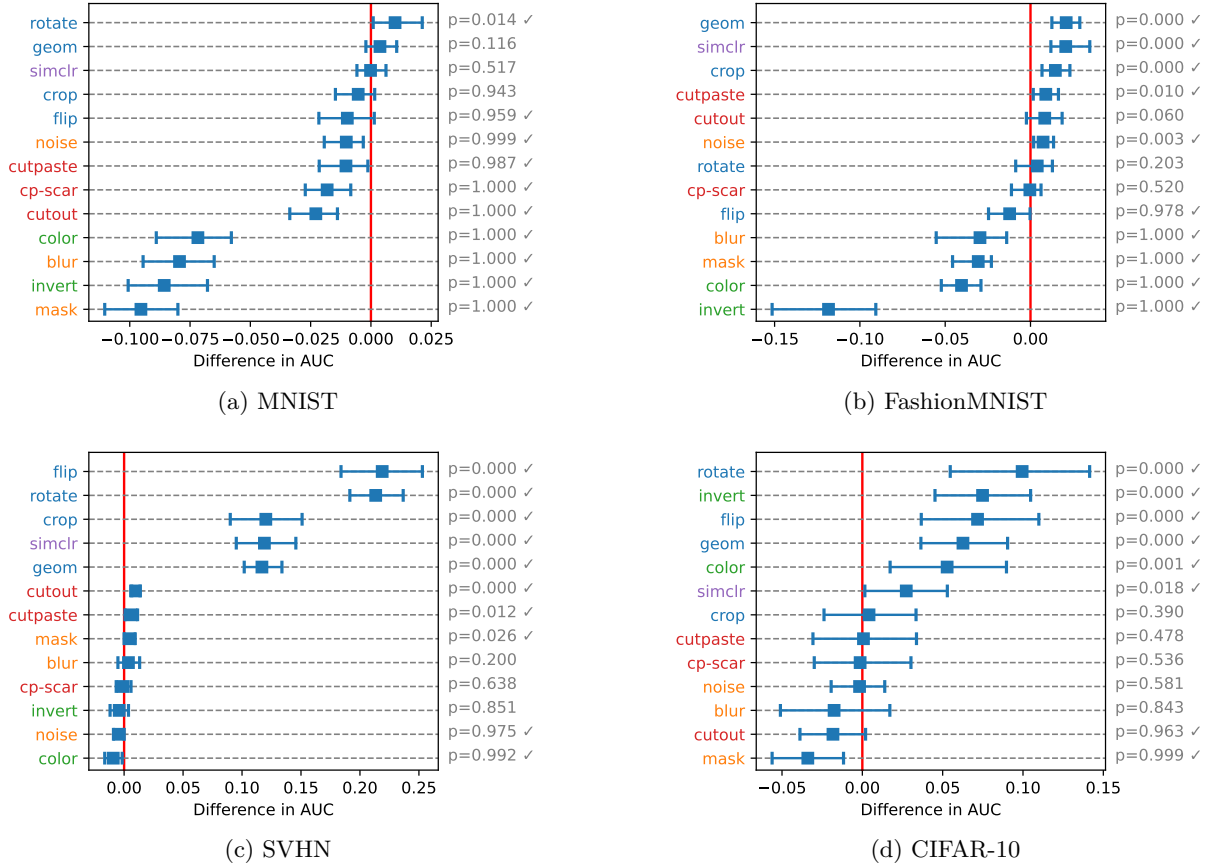 rotate p=0.014 ✓
geom p=0.116
simclr p=0.517
crop p=0.943
flip p=0.959 ✓
noise p=0.999 ✓
cutpaste p=0.987 ✓
cp-scar p=1.000 ✓
cutout p=1.000 ✓
color p=1.000 ✓
blur p=1.000 ✓
invert p=1.000 ✓
mask p=1.000 ✓
−0.100 −0.075 −0.050 −0.025 0.000 0.025
Difference in AUC
(a) MNIST
geom p=0.000 ✓
simclr p=0.000 ✓
crop p=0.000 ✓
cutpaste p=0.010 ✓
cutout p=0.060
noise p=0.003 ✓
rotate p=0.203
cp-scar p=0.520
flip p=0.978 ✓
blur p=1.000 ✓
mask p=1.000 ✓
color p=1.000 ✓
invert p=1.000 ✓
−0.15 −0.10 −0.05 0.00
Difference in AUC
(b) FashionMNIST
flip p=0.000 ✓
rotate p=0.000 ✓
crop p=0.000 ✓
simclr p=0.000 ✓
geom p=0.000 ✓
cutout p=0.000 ✓
cutpaste p=0.012 ✓
mask p=0.026 ✓
blur p=0.200
cp-scar p=0.638
invert p=0.851
noise p=0.975 ✓
color p=0.992 ✓
0.00 0.05 0.10 0.15 0.20 0.25
Difference in AUC
(c) SVHN
rotate p=0.000 ✓
invert p=0.000 ✓
flip p=0.000 ✓
geom p=0.000 ✓
color p=0.001 ✓
simclr p=0.018 ✓
crop p=0.390
cutpaste p=0.478
cp-scar p=0.536
noise p=0.581
blur p=0.843
cutout p=0.963 ✓
mask p=0.999 ✓
−0.05 0.00 0.05 0.10 0.15
Difference in AUC
(d) CIFAR-10